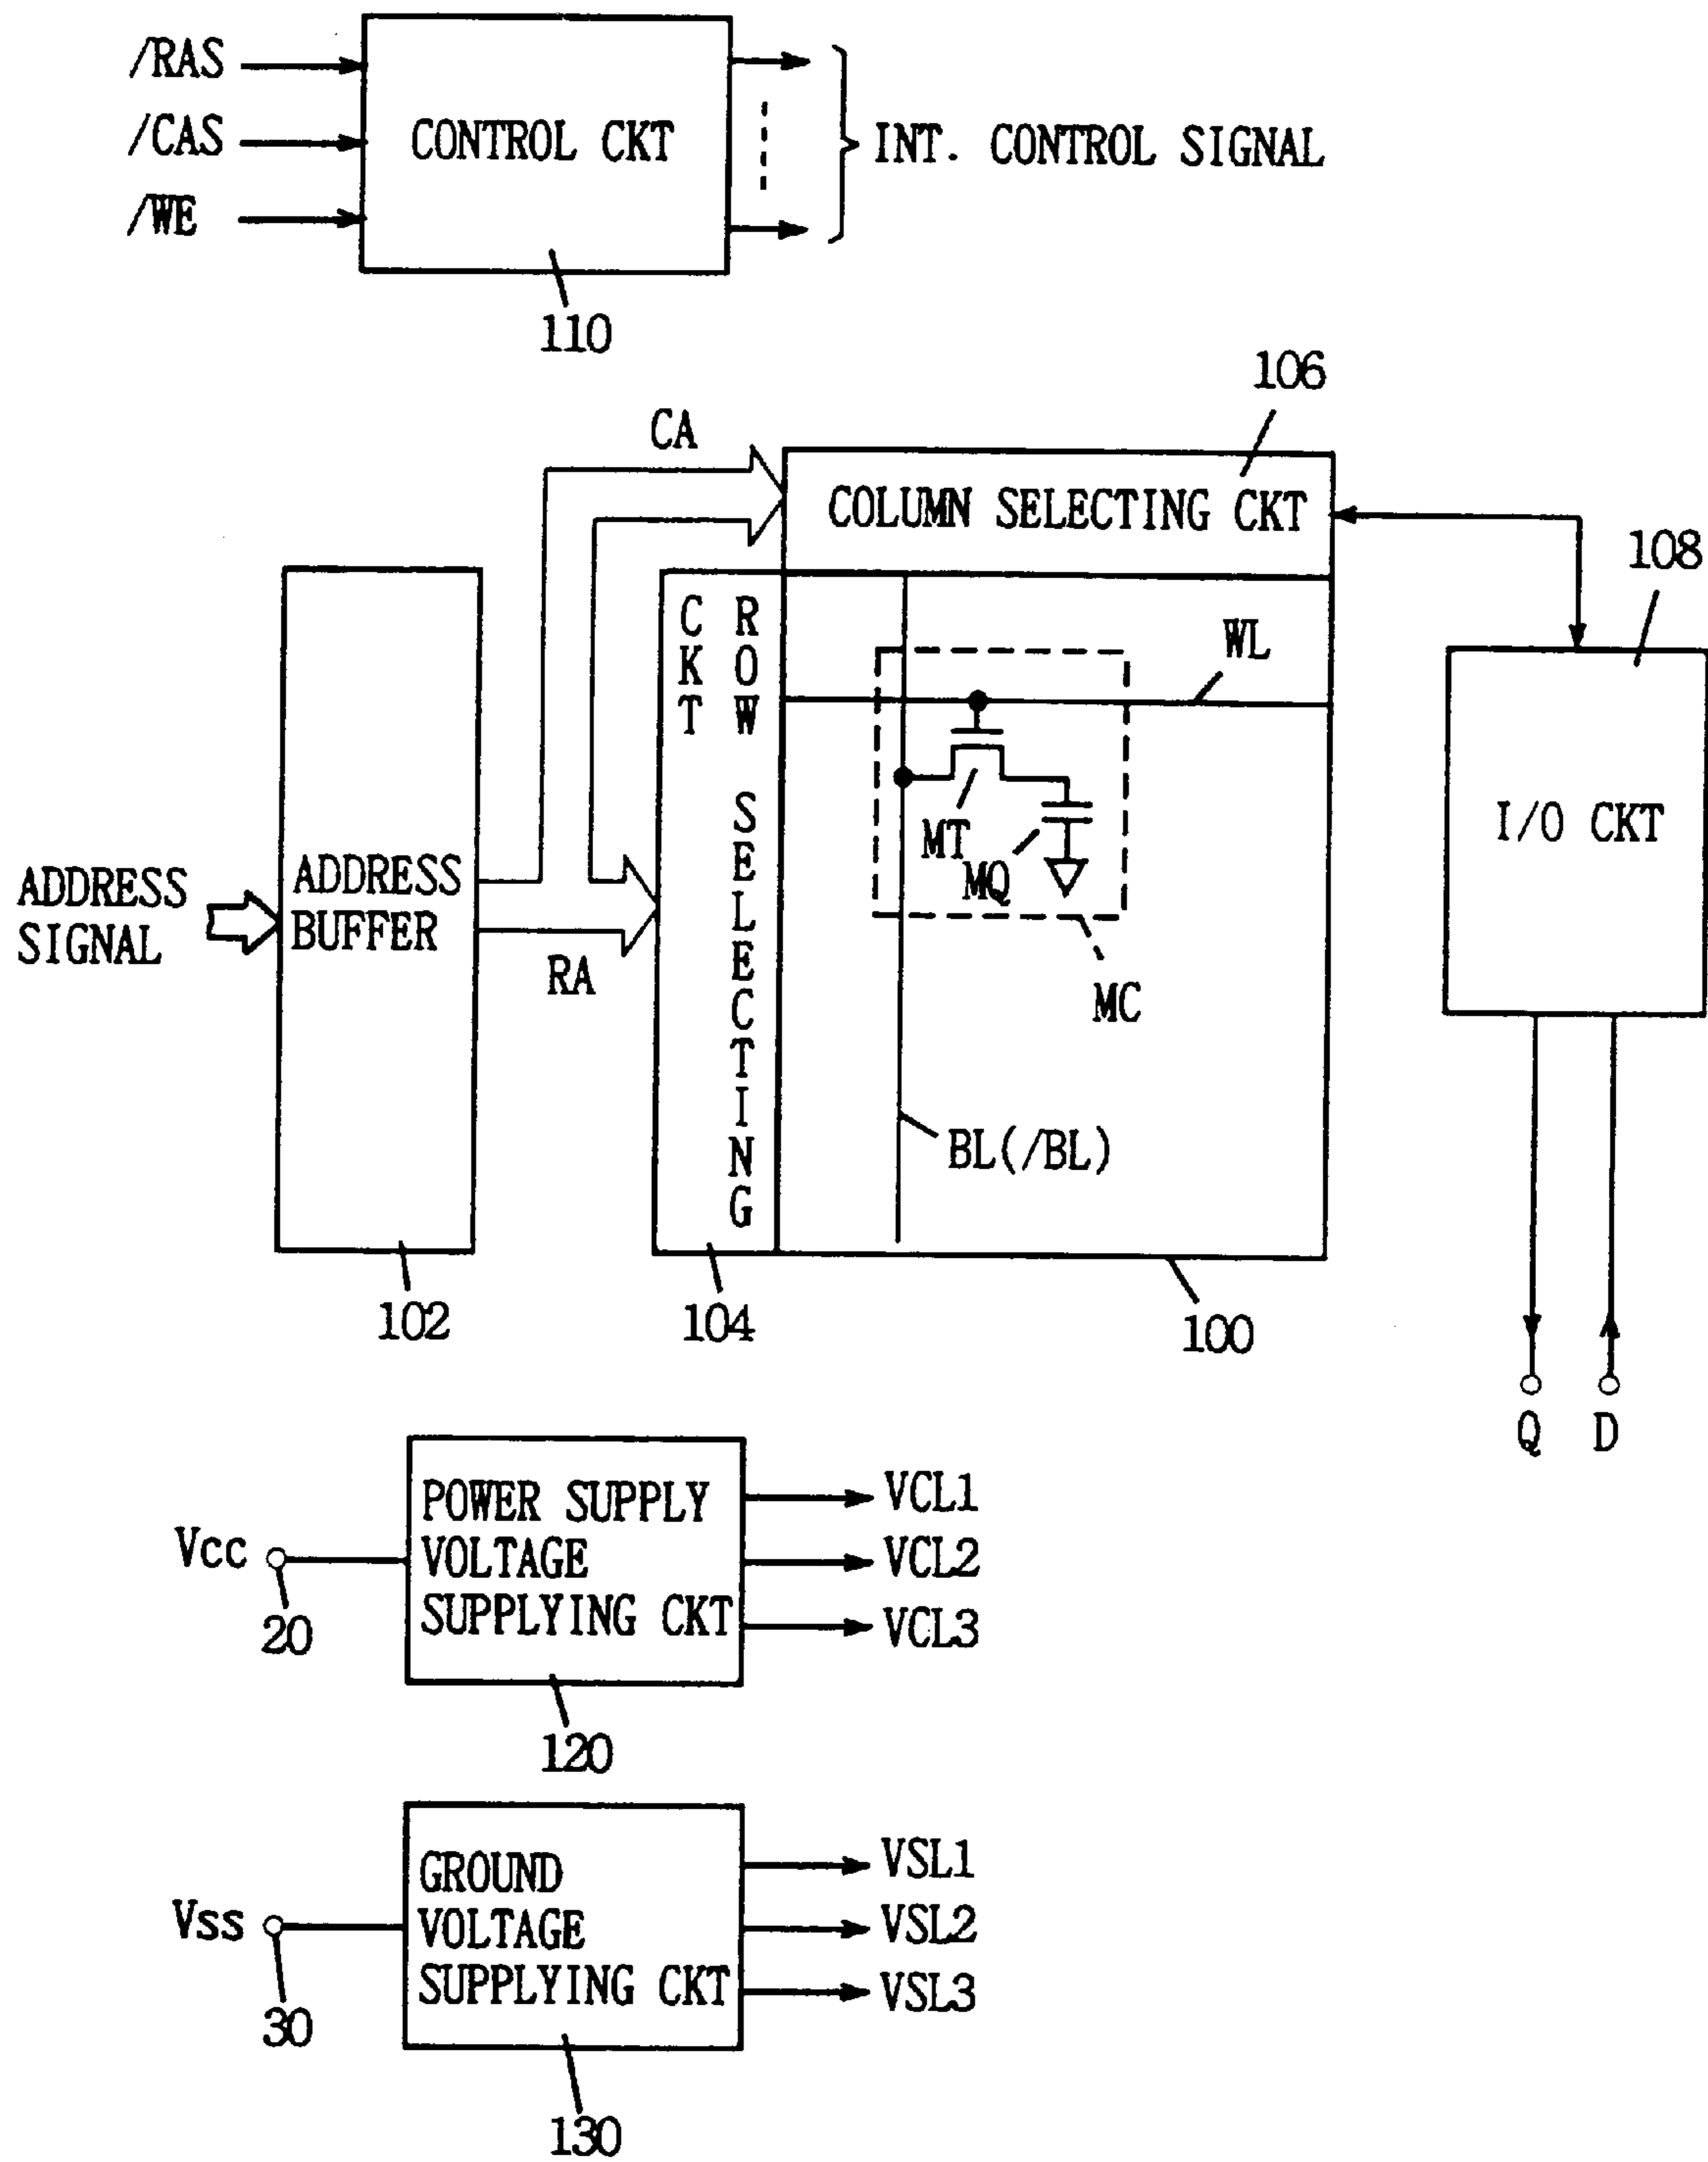 /RAS
/CAS
/WE
CONTROL CKT
INT. CONTROL SIGNAL
110
106
CA
COLUMN SELECTING CKT
108
ROW SELECTING
CKT
WL
MT
MQ
MC
I/O CKT
ADDRESS
SIGNAL
ADDRESS
BUFFER
RA
BL(/BL)
102
104
100
Q
D
Vcc
20
POWER SUPPLY
VOLTAGE
SUPPLYING CKT
VCL1
VCL2
VCL3
120
Vss
30
GROUND
VOLTAGE
SUPPLYING CKT
VSL1
VSL2
VSL3
130